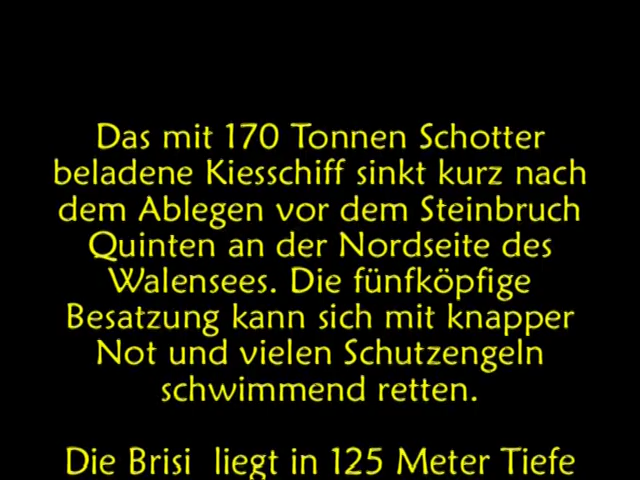 Das mit 170 Tonnen Schotter
beladene Kiesschiff sinkt kurz nach
dem Ablegen vor dem Steinbruch
Quinten an der Nordseite des
Walensees. Die fünfköpfige
Besatzung kann sich mit knapper
Not und vielen Schutzengeln
schwimmend retten.
Die Brisi liegt in 125 Meter Tiefe